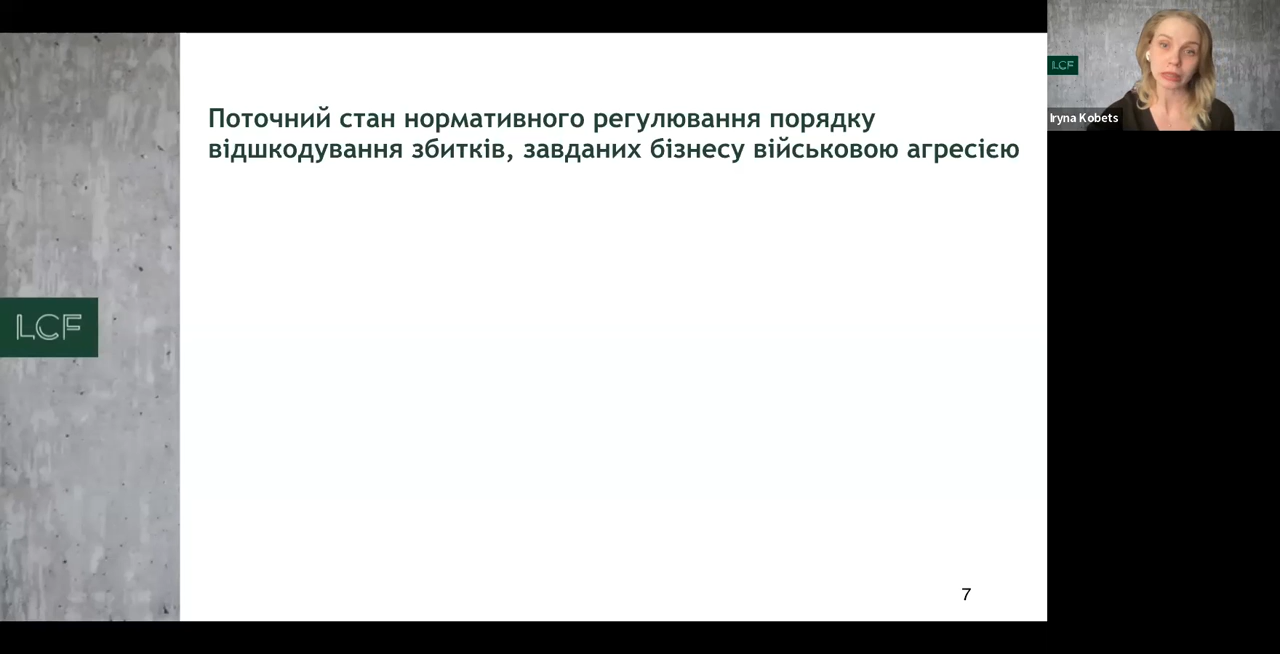 Поточний стан нормативного регулювання порядку
відшкодування збитків, завданих бізнесу військовою агресією
LCF
7
LCF
Iryna Kobets